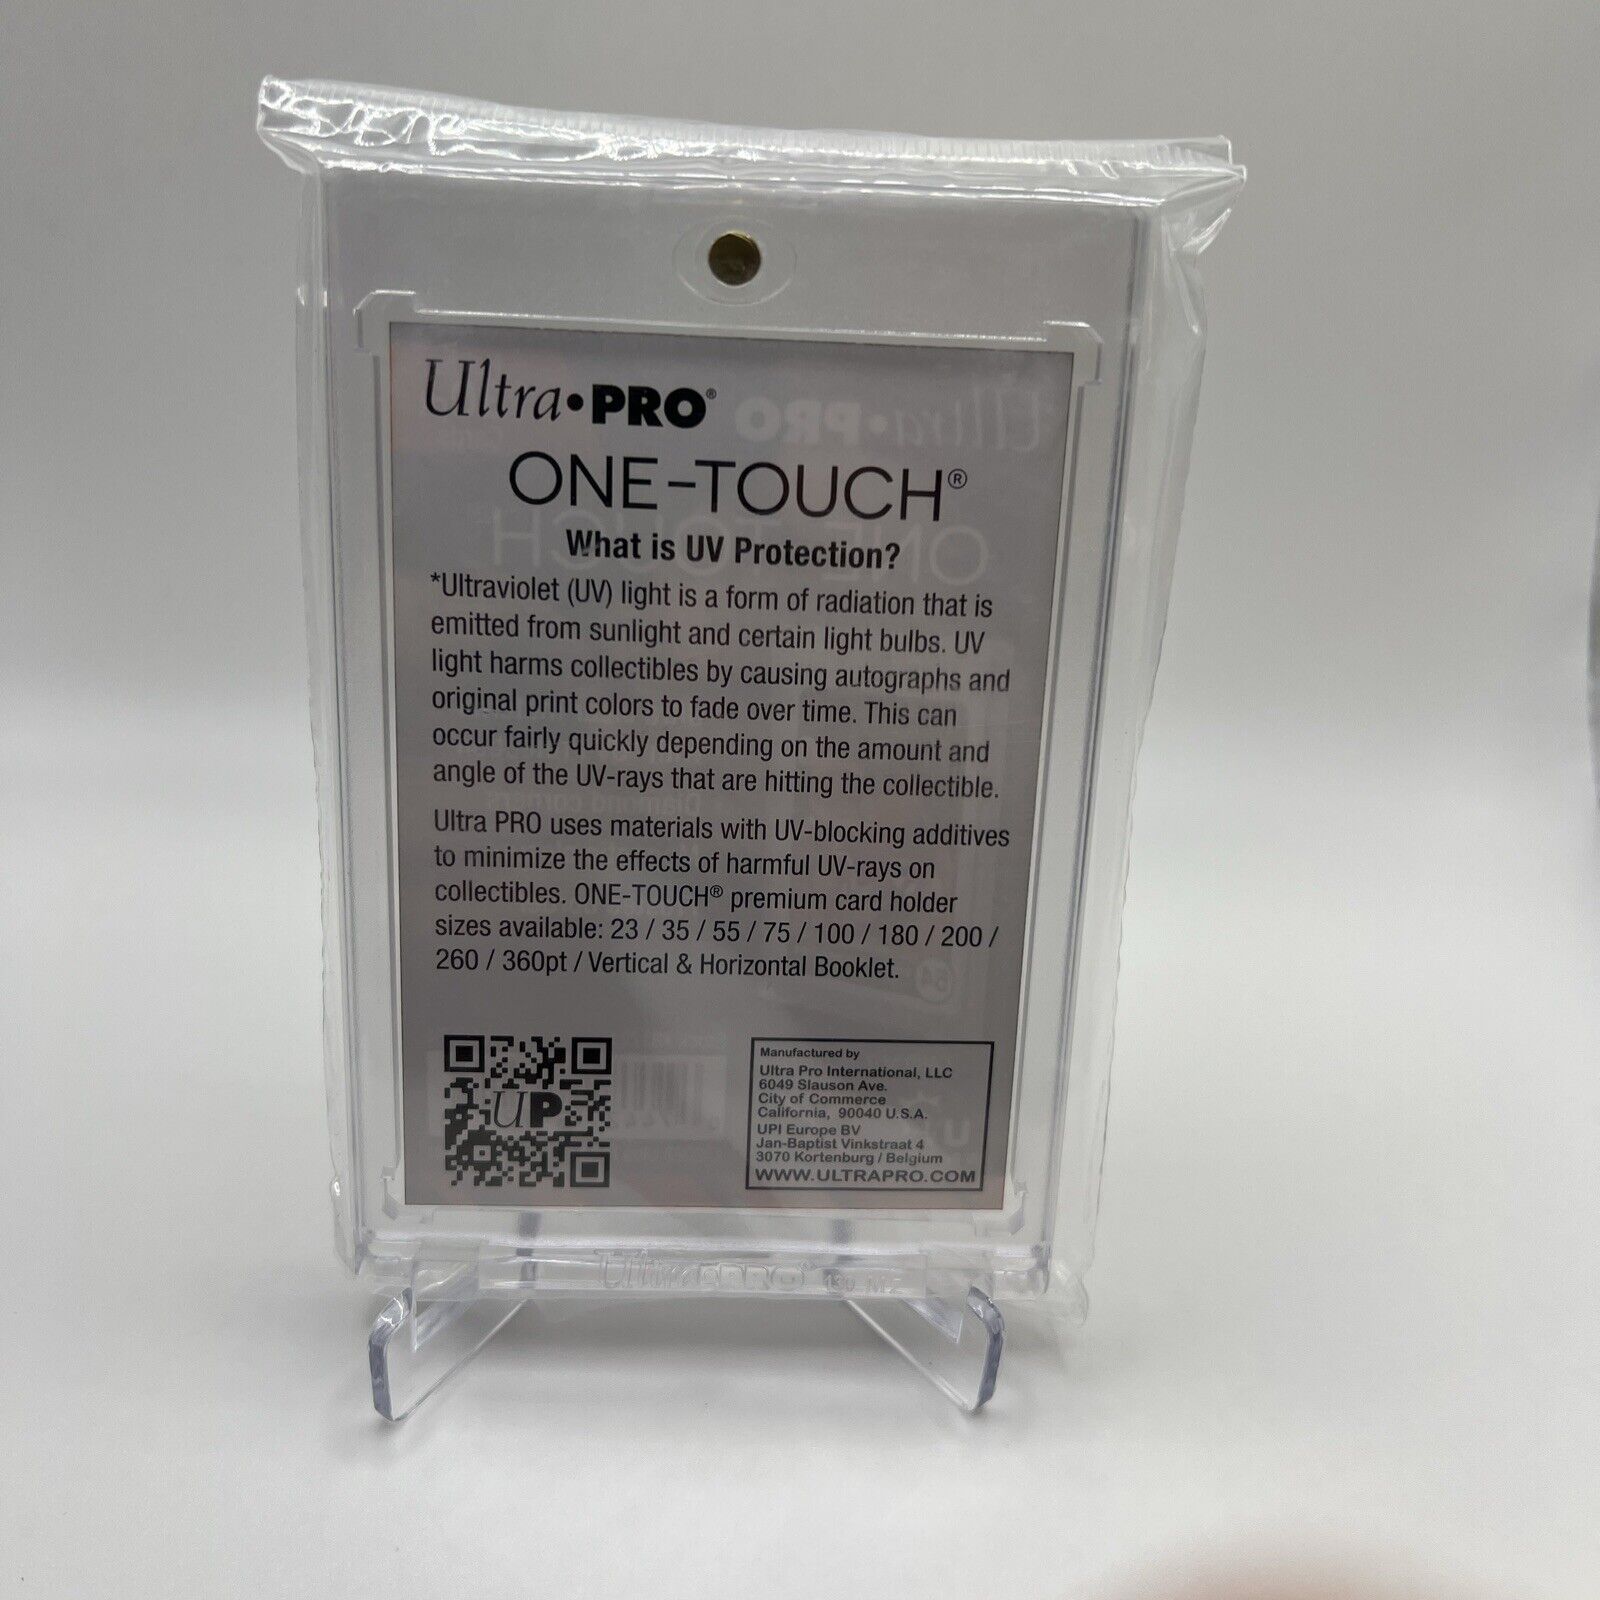 Ultra•PRO®
ONE-TOUCH®
What is UV Protection?
*Ultraviolet (UV) light is a form of radiation that is
emitted from sunlight and certain light bulbs. UV
light harms collectibles by causing autographs and
original print colors to fade over time. This can
occur fairly quickly depending on the amount and
angle of the UV-rays that are hitting the collectible.
Ultra PRO uses materials with UV-blocking additives
to minimize the effects of harmful UV-rays on
collectibles. ONE-TOUCH® premium card holder
sizes available: 23 / 35 / 55 / 75 / 100 / 180 / 200 /
260 / 360pt / Vertical & Horizontal Booklet.
UP
Manufactured by
Ultra Pro International, LLC
6049 Slauson Ave.
City of Commerce
California, 90040 U.S.A.
UPI Europe BV
Jan-Baptist Vinkstraat 4
3070 Kortenburg / Belgium
WWW.ULTRAPRO.COM
Ultra•PRO®